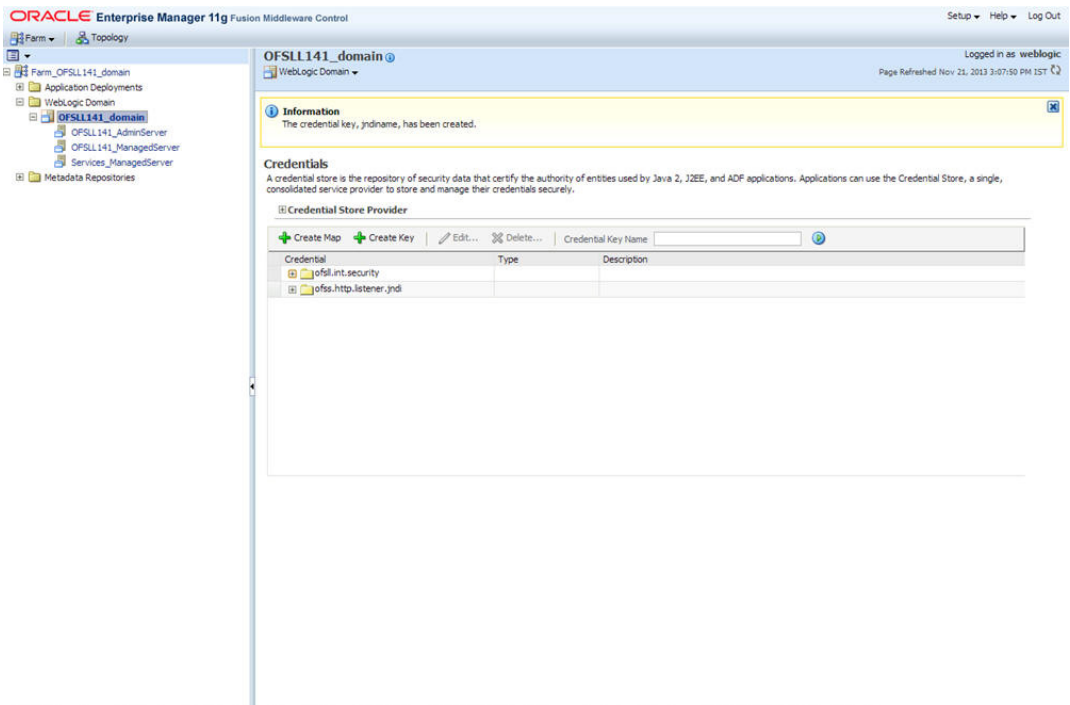 ORACLE Enterprise Manager 11g Fusion Middleware Control
Setup Help Log Out
Farm Topology
Farm_OFSLL141_domain
Application Deployments
WebLogic Domain
OFSLL141_domain
OFSLL141_AdminServer
OFSLL141_ManagedServer
Services_ManagedServer
Metadata Repositories
OFSLL141_domain
Logged in as weblogic
WebLogic Domain
Page Refreshed Nov 21, 2013 3:07:50 PM IST
Information
The credential key, jndiname, has been created.
Credentials
A credential store is the repository of security data that certify the authority of entities used by Java 2, J2EE, and ADF applications. Applications can use the Credential Store, a single,
consolidated service provider to store and manage their credentials securely.
Credential Store Provider
Create Map Create Key Edit... Delete... Credential Key Name
Credential Type Description
ofsll.int.security
ofss.http.listener.jndi